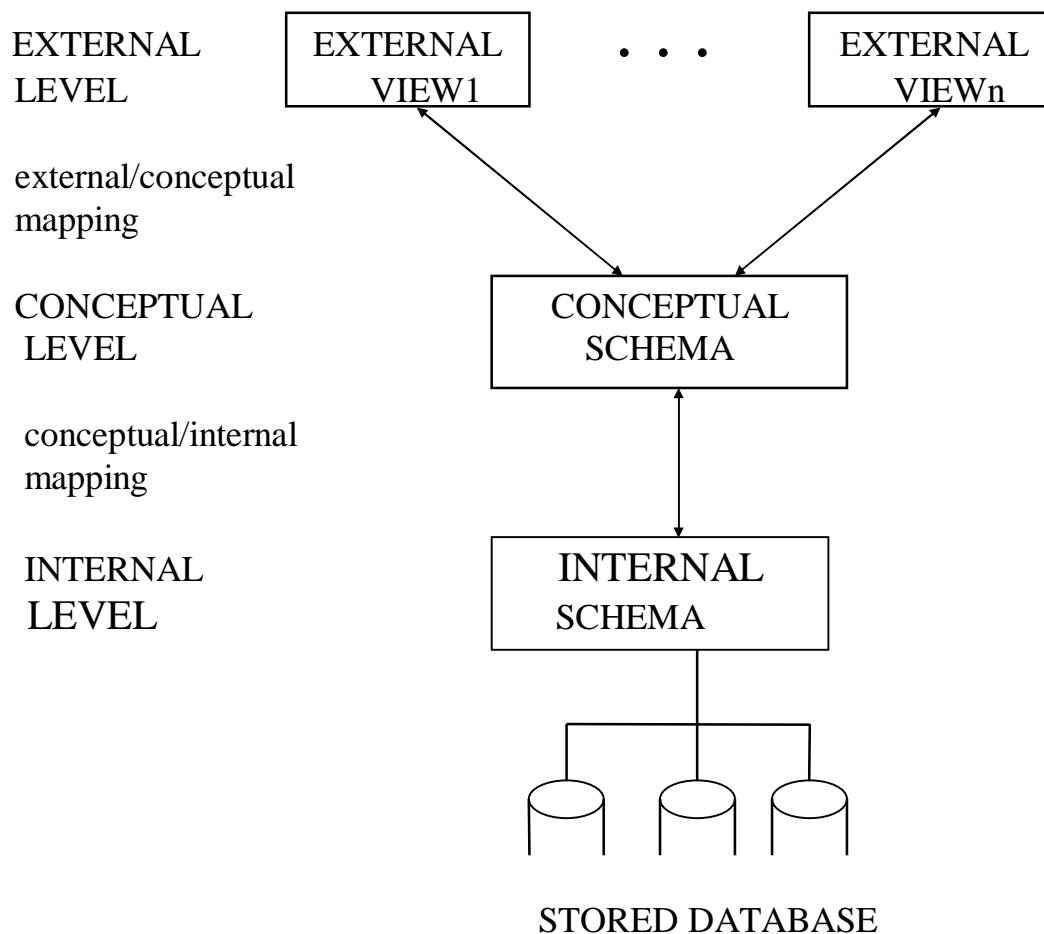 EXTERNAL
LEVEL
EXTERNAL
VIEW1
. . .
EXTERNAL
VIEWn
external/conceptual
mapping
CONCEPTUAL
LEVEL
CONCEPTUAL
SCHEMA
conceptual/internal
mapping
INTERNAL
LEVEL
INTERNAL
SCHEMA
STORED DATABASE